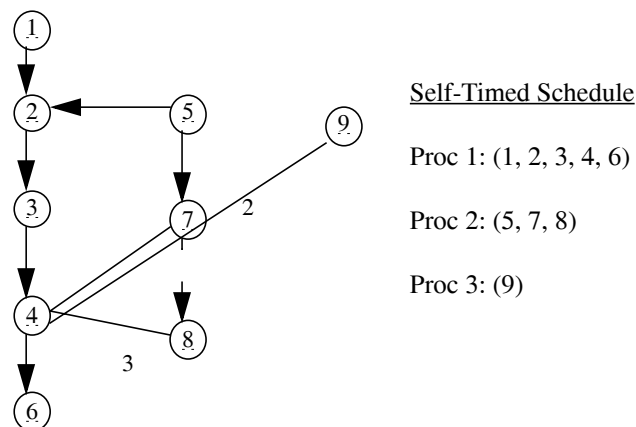 1
2
5
9
3
7
2
4
8
3
6
Self-Timed Schedule
Proc 1: (1, 2, 3, 4, 6)
Proc 2: (5, 7, 8)
Proc 3: (9)